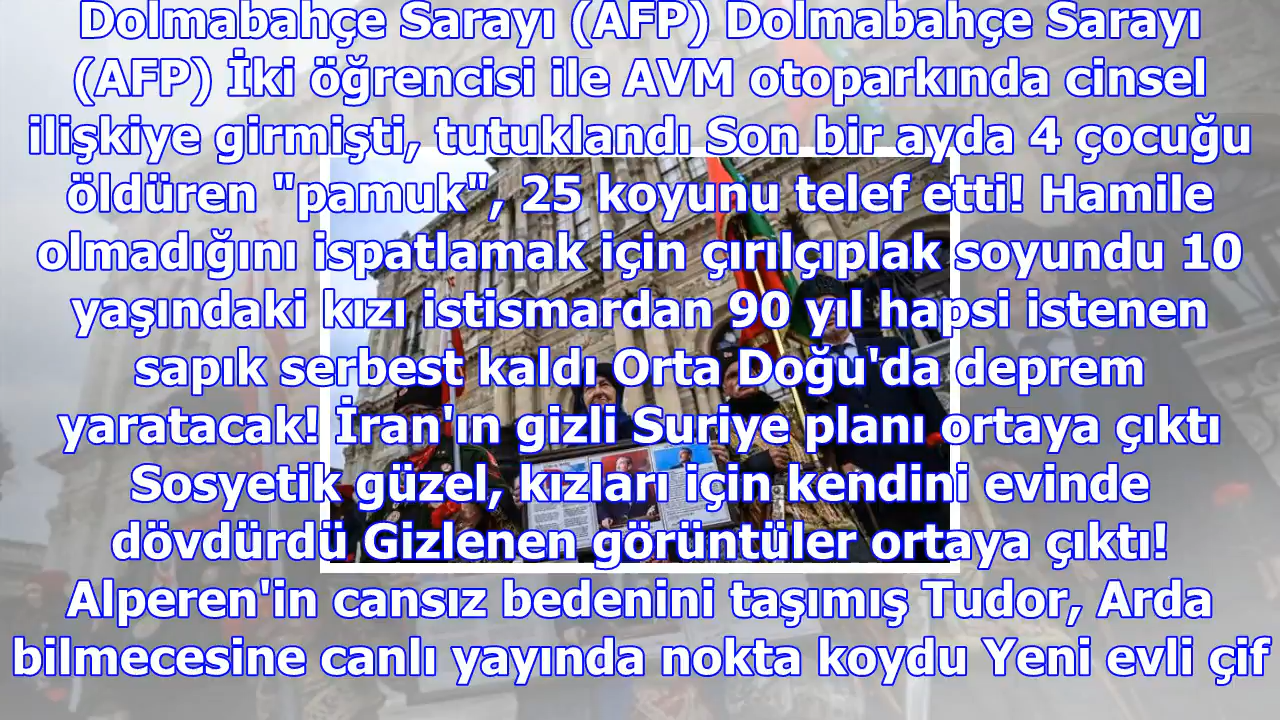 Dolmabahçe Sarayı (AFP) Dolmabahçe Sarayı
(AFP) İki öğrencisi ile AVM otoparkında cinsel
ilişkiye girmişti, tutuklandı Son bir ayda 4 çocuğu
öldüren "pamuk", 25 koyunu telef etti! Hamile
olmadığını ispatlamak için çırılçıplak soyundu 10
yaşındaki kızı istismardan 90 yıl hapsi istenen
sapık serbest kaldı Orta Doğu'da deprem
yaratacak! İran'ın gizli Suriye planı ortaya çıktı
Sosyetik güzel, kızları için kendini evinde
dövdürdü Gizlenen görüntüler ortaya çıktı!
Alperen'in cansız bedenini taşımış Tudor, Arda
bilmecesine canlı yayında nokta koydu Yeni evli çif